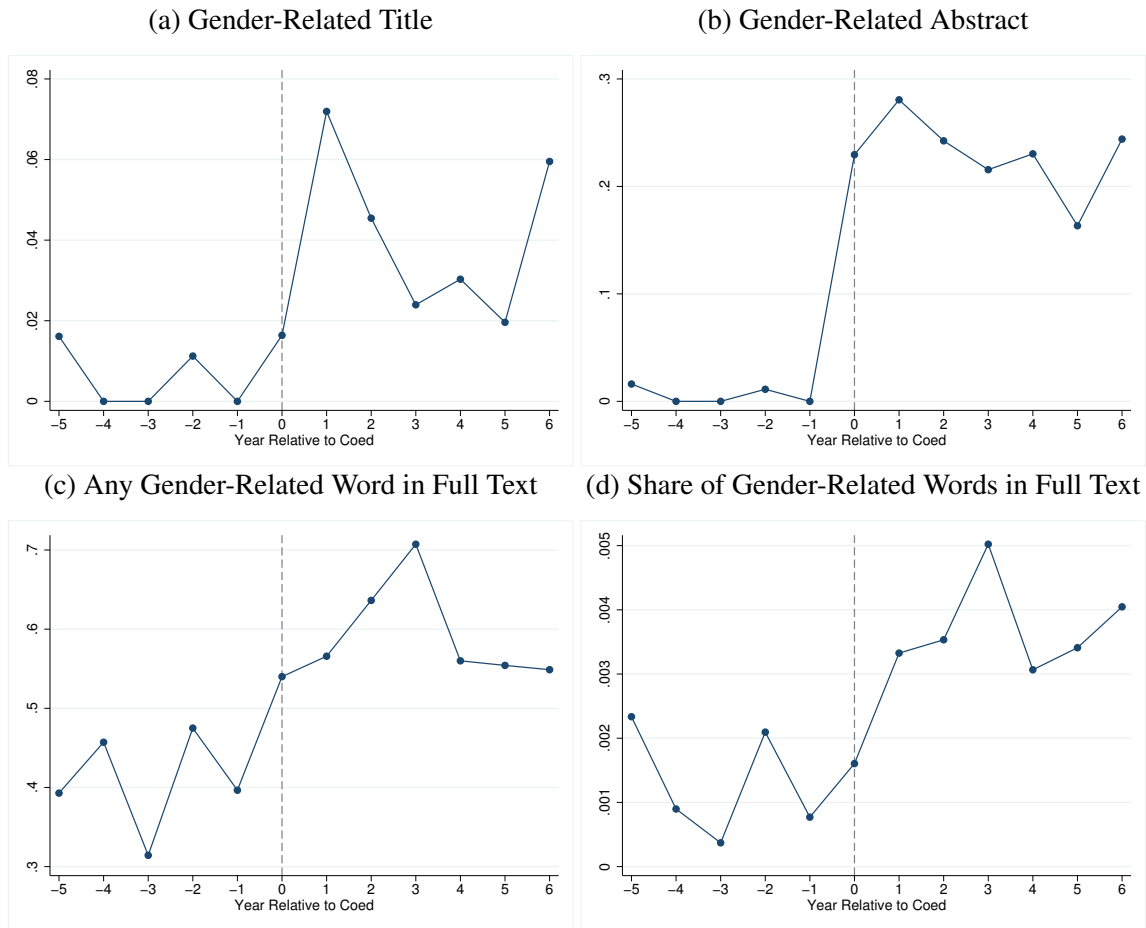 (a) Gender-Related Title
(b) Gender-Related Abstract
.08
.06
.04
.02
0
−5 −4 −3 −2 −1 0 1 2 3 4 5 6
Year Relative to Coed
.3
.2
.1
0
−5 −4 −3 −2 −1 0 1 2 3 4 5 6
Year Relative to Coed
(c) Any Gender-Related Word in Full Text
(d) Share of Gender-Related Words in Full Text
.7
.6
.5
.4
.3
−5 −4 −3 −2 −1 0 1 2 3 4 5 6
Year Relative to Coed
.005
.004
.003
.002
.001
0
−5 −4 −3 −2 −1 0 1 2 3 4 5 6
Year Relative to Coed